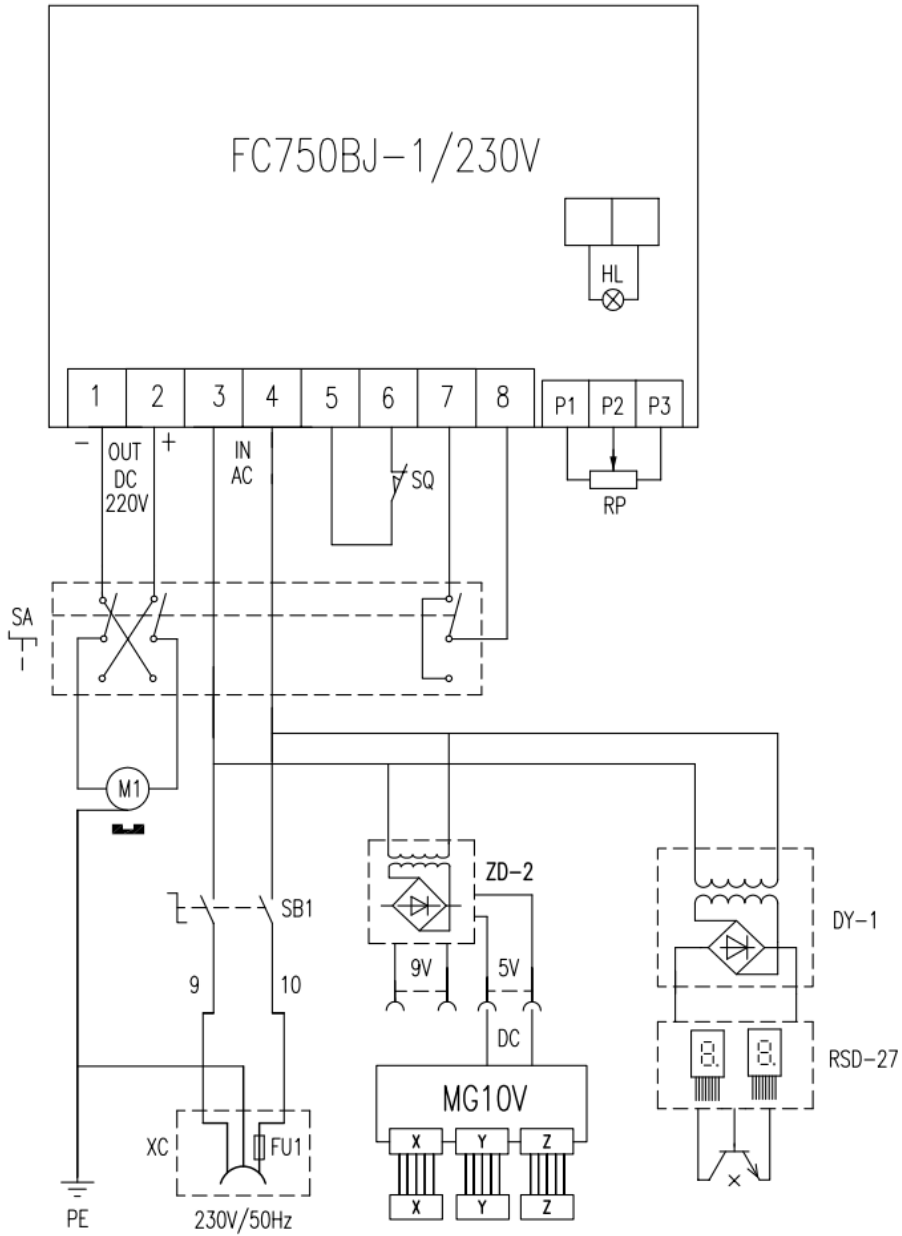 FC750BJ-1/230V
HL
1 2 3 4 5 6 7 8 P1 P2 P3
- OUT + IN
DC AC
220V
SQ
RP
SA
M1
ZD-2
SB1
DY-1
9 10
9V 5V
DC
8. 8.
RSD-27
MG10V
X Y Z
XC FU1
X Y Z
PE
230V/50Hz